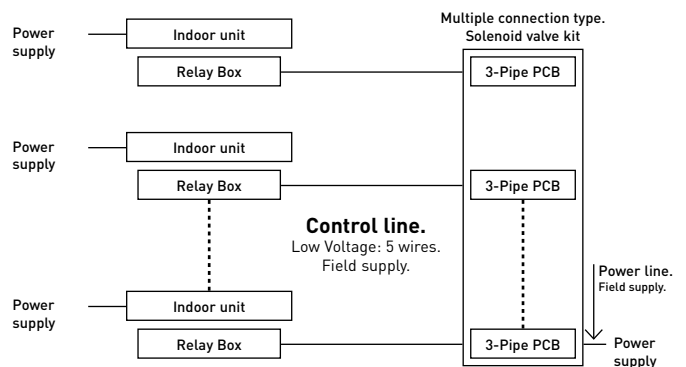 Multiple connection type.
Solenoid valve kit
Power
supply
Indoor unit
Relay Box
3-Pipe PCB
Power
supply
Indoor unit
Relay Box
3-Pipe PCB
Control line.
Low Voltage: 5 wires.
Field supply.
Power line.
Field supply.
Power
supply
Indoor unit
Relay Box
3-Pipe PCB
Power
supply